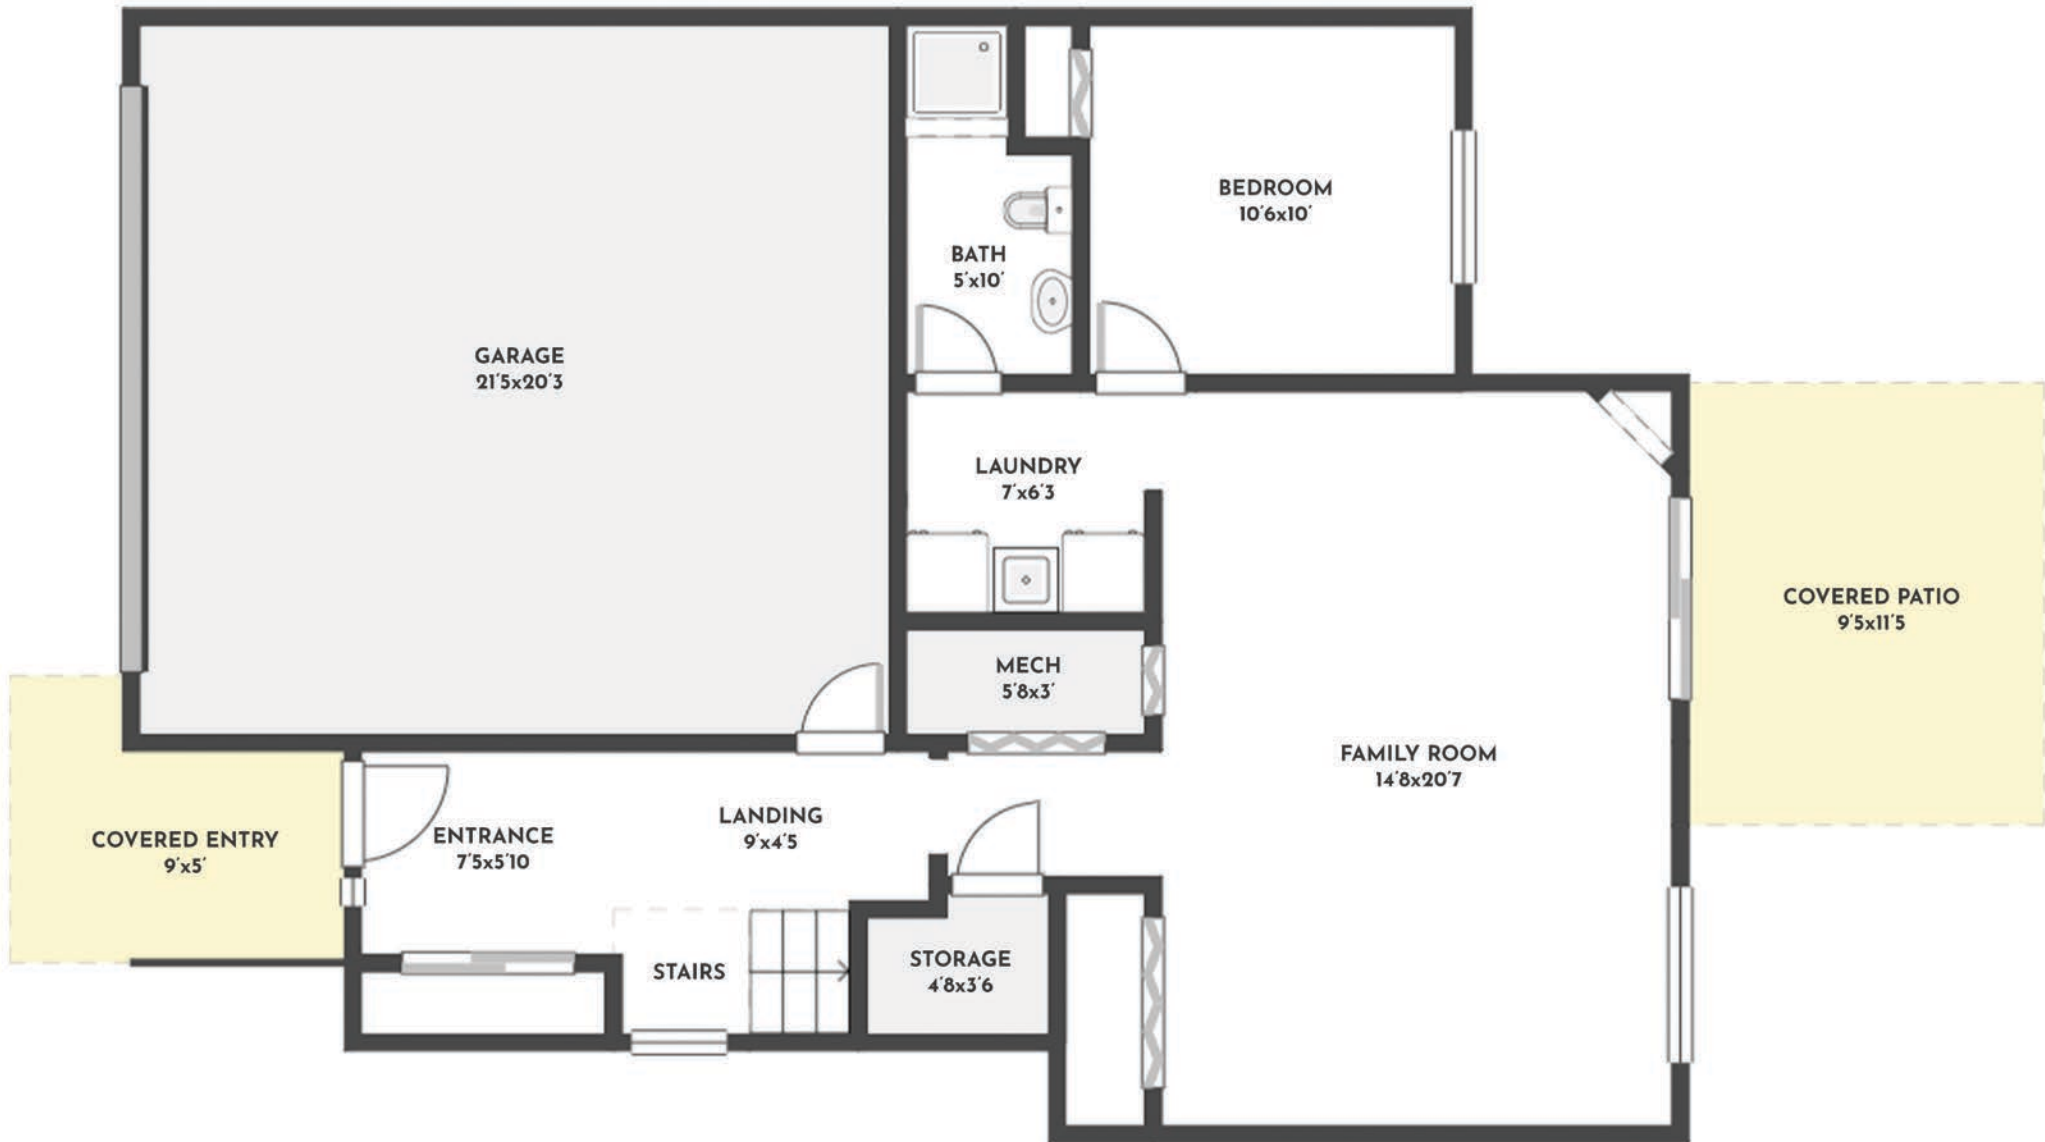 BEDROOM
10'6x10'
BATH
5'x10'
GARAGE
21'5x20'3
LAUNDRY
7'x6'3
COVERED PATIO
9'5x11'5
MECH
5'8x3'
FAMILY ROOM
14'8x20'7
LANDING
9'x4'5
ENTRANCE
7'5x5'10
COVERED ENTRY
9'x5'
STORAGE
4'8x3'6
STAIRS